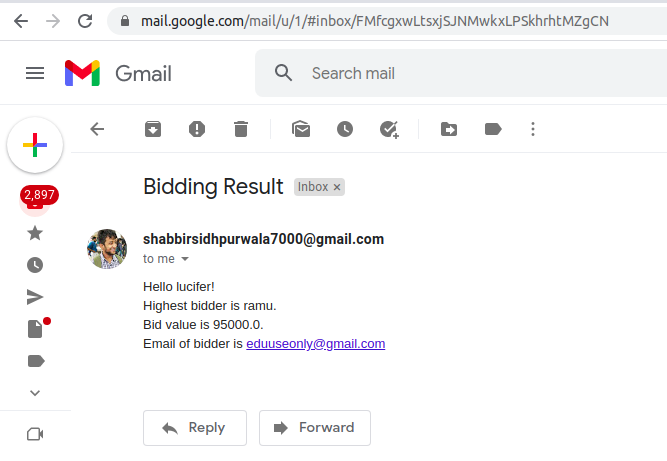 mail.google.com/mail/u/1/#inbox/FMfcgxwLtsxjSJNMwkxLPSkhrhtMZgCN
Gmail
Search mail
2,897
Bidding Result Inbox ×
shabbirsidhpurwala7000@gmail.com
to me
Hello lucifer!
Highest bidder is ramu.
Bid value is 95000.0.
Email of bidder is eduuseonly@gmail.com
Reply
Forward